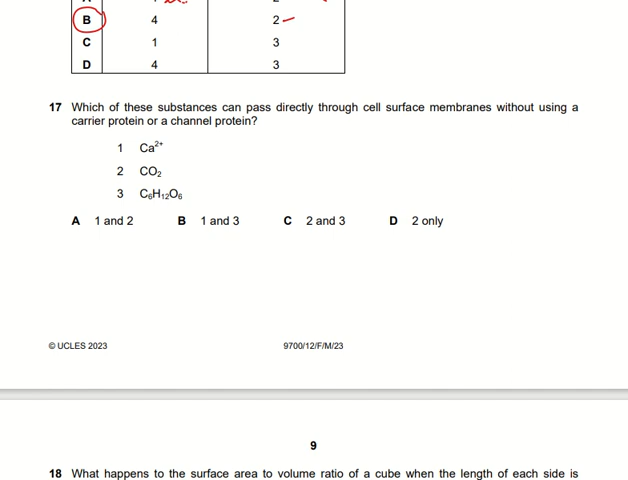 B 4 2
C 1 3
D 4 3
17 Which of these substances can pass directly through cell surface membranes without using a
carrier protein or a channel protein?
1 Ca²⁺
2 CO₂
3 C₆H₁₂O₆
A 1 and 2 B 1 and 3 C 2 and 3 D 2 only
© UCLES 2023 9700/12/F/M/23
9
18 What happens to the surface area to volume ratio of a cube when the length of each side is